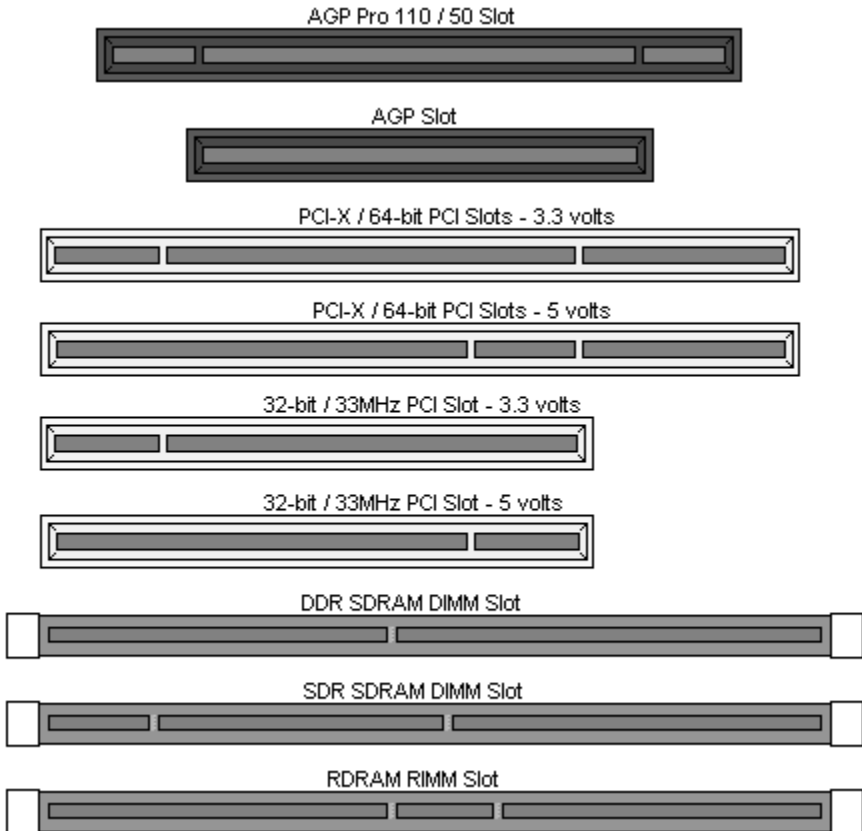 AGP Pro 110 / 50 Slot
AGP Slot
PCI-X / 64-bit PCI Slots - 3.3 volts
PCI-X / 64-bit PCI Slots - 5 volts
32-bit / 33MHz PCI Slot - 3.3 volts
32-bit / 33MHz PCI Slot - 5 volts
DDR SDRAM DIMM Slot
SDR SDRAM DIMM Slot
RDRAM RIMM Slot